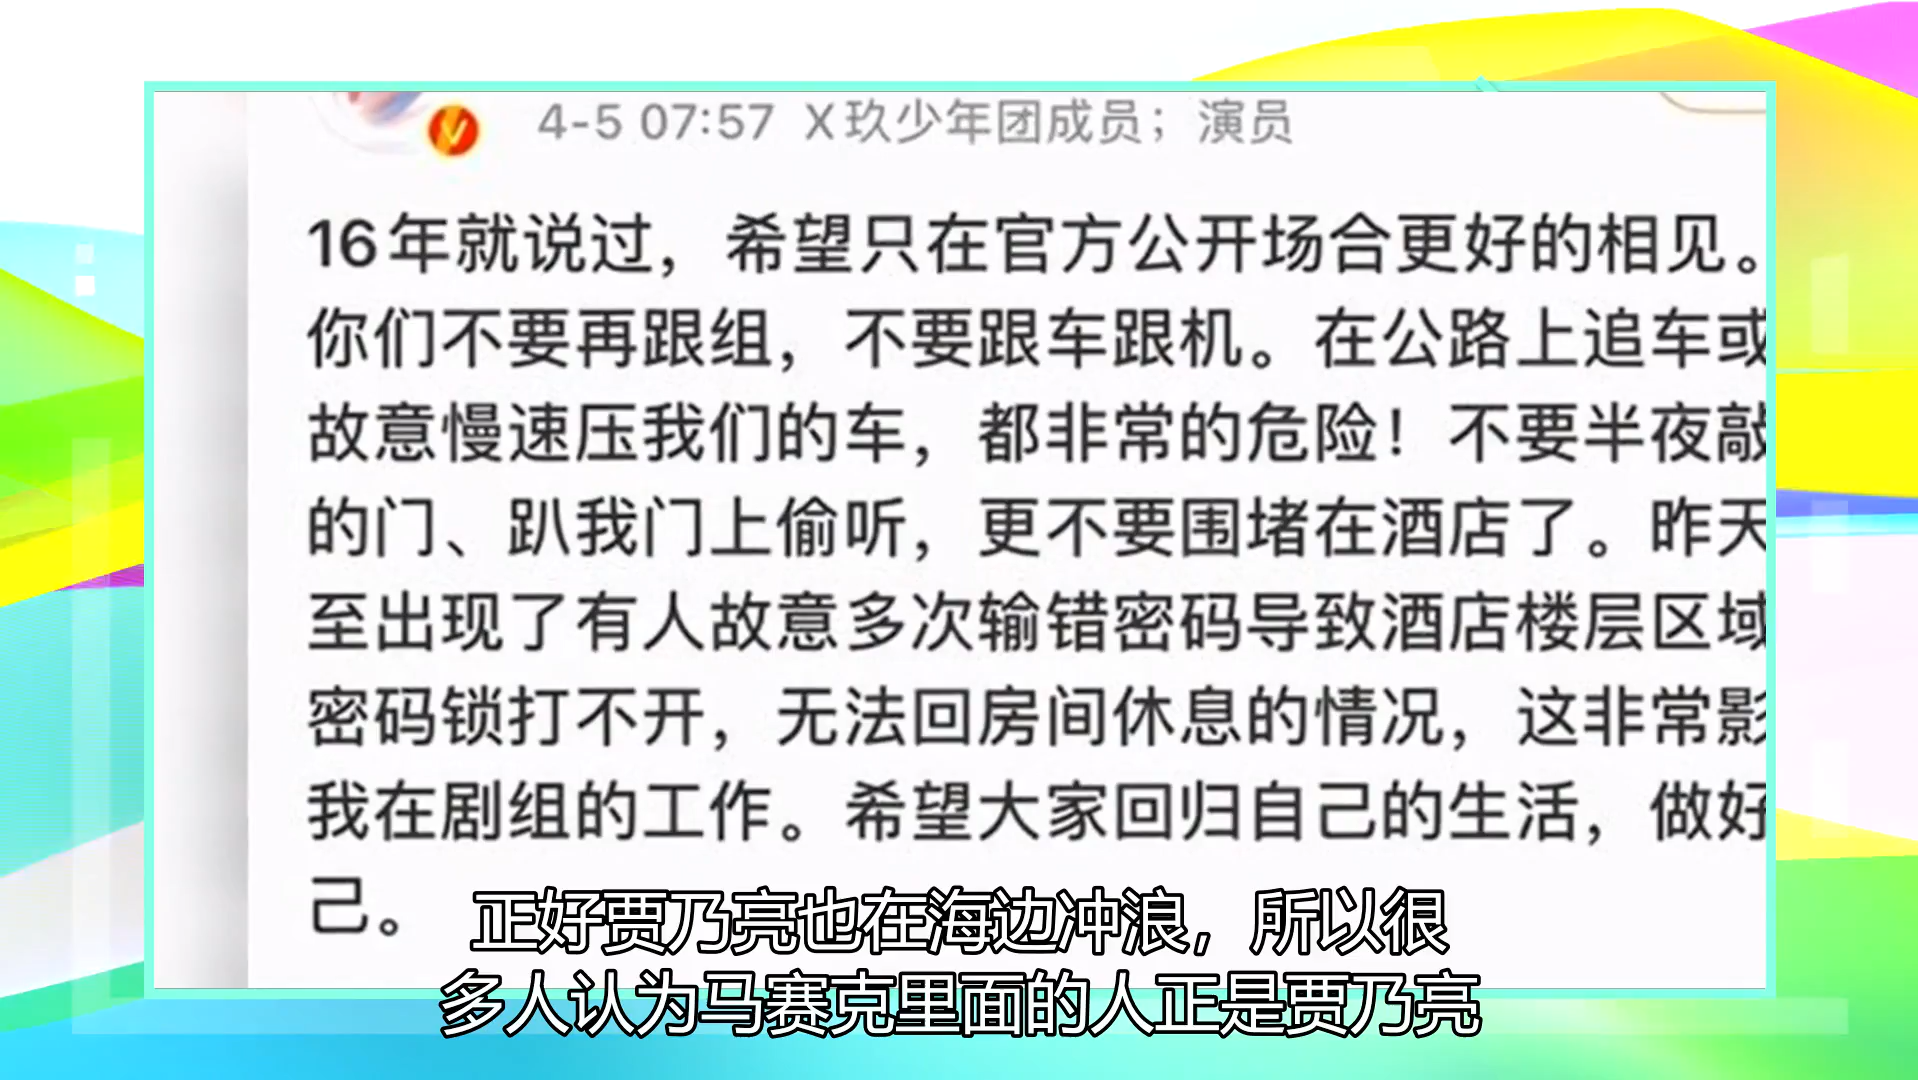 4-5 07:57 X玖少年团成员；演员
16年就说过，希望只在官方公开场合更好的相见。
你们不要再跟组，不要跟车跟机。在公路上追车或
故意慢速压我们的车，都非常的危险！不要半夜敲
的门、趴我门上偷听，更不要围堵在酒店了。昨天
至出现了有人故意多次输错密码导致酒店楼层区域
密码锁打不开，无法回房间休息的情况，这非常影
我在剧组的工作。希望大家回归自己的生活，做好
己。
正好贾乃亮也在海边冲浪，所以很
多人认为马赛克里面的人正是贾乃亮